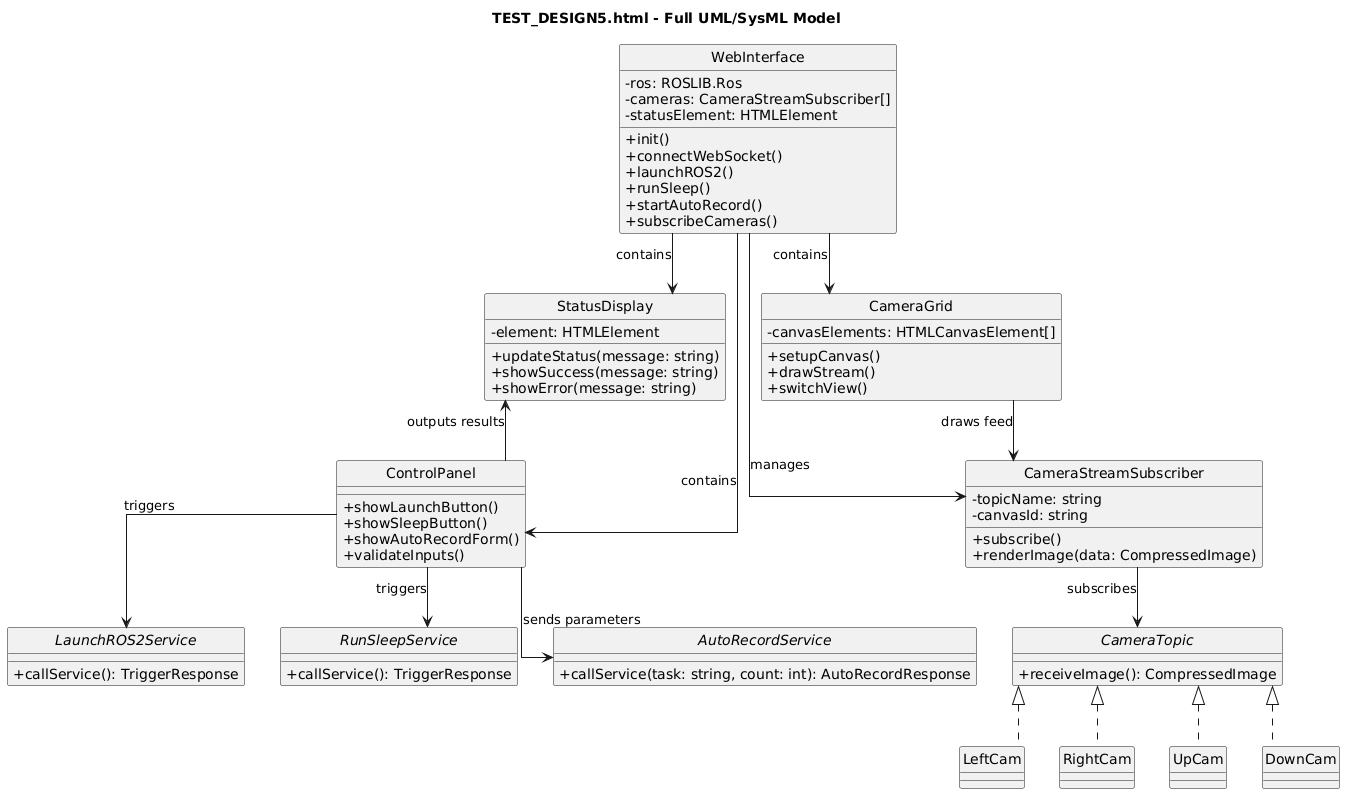 TEST_DESIGN5.html - Full UML/SysML Model
WebInterface
-ros: ROSLIB.Ros
-cameras: CameraStreamSubscriber[]
-statusElement: HTMLElement
+init()
+connectWebSocket()
+launchROS2()
+runSleep()
+startAutoRecord()
+subscribeCameras()
contains
contains
StatusDisplay
-element: HTMLElement
+updateStatus(message: string)
+showSuccess(message: string)
+showError(message: string)
CameraGrid
-canvasElements: HTMLCanvasElement[]
+setupCanvas()
+drawStream()
+switchView()
outputs results
draws feed
contains
manages
ControlPanel
+showLaunchButton()
+showSleepButton()
+showAutoRecordForm()
+validateInputs()
CameraStreamSubscriber
-topicName: string
-canvasId: string
+subscribe()
+renderImage(data: CompressedImage)
triggers
triggers
sends parameters
subscribes
LaunchROS2Service
+callService(): TriggerResponse
RunSleepService
+callService(): TriggerResponse
AutoRecordService
+callService(task: string, count: int): AutoRecordResponse
CameraTopic
+receiveImage(): CompressedImage
LeftCam
RightCam
UpCam
DownCam